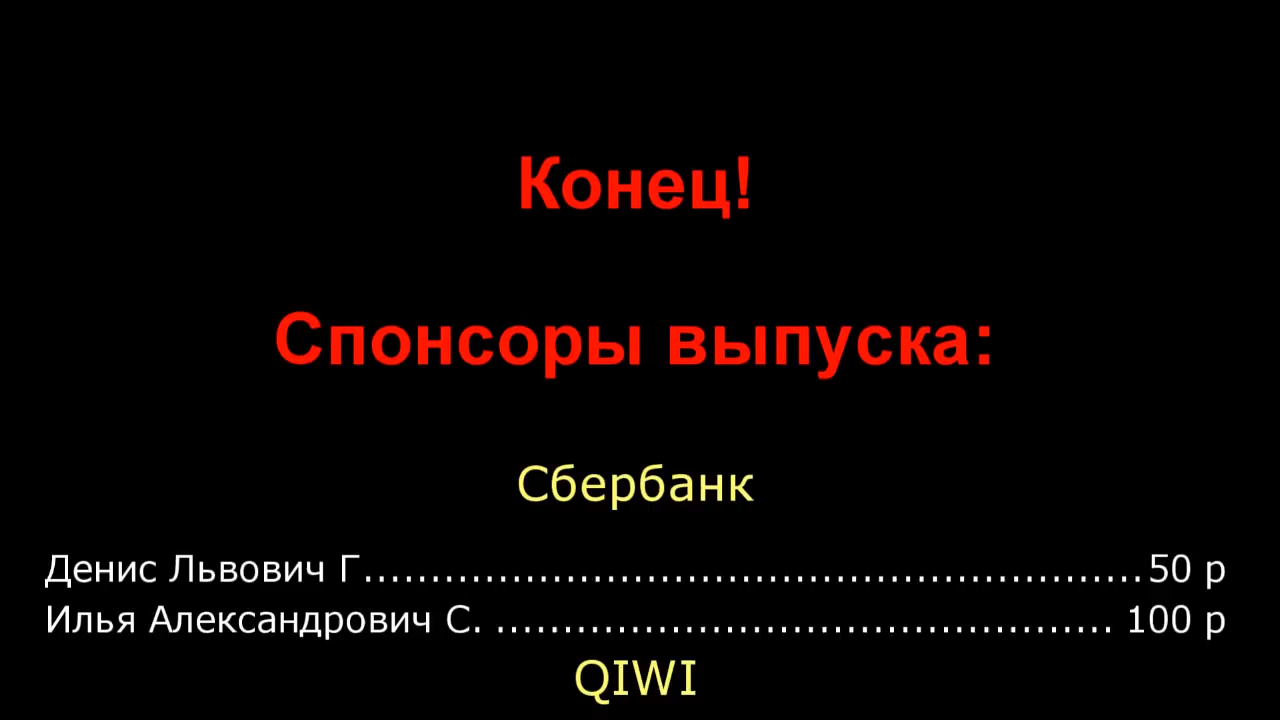 Конец!
Спонсоры выпуска:
Сбербанк
Денис Львович Г..........................................................50 р
Илья Александрович С. .............................................. 100 р
QIWI